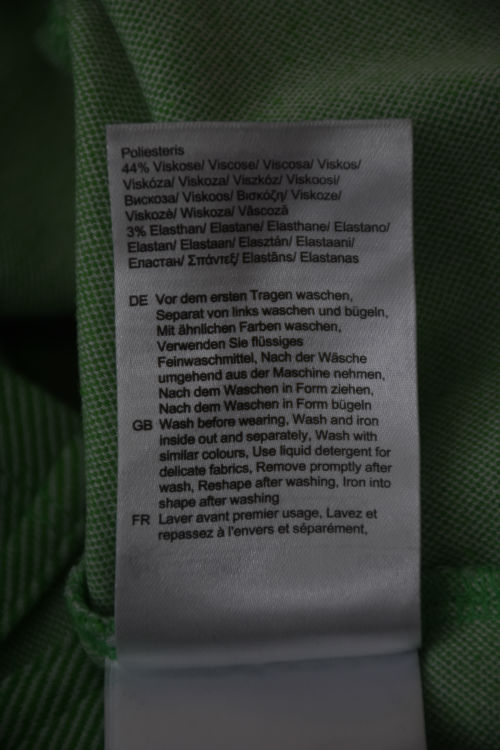 Poliesteris
44% Viskose/ Viscose/ Viscosa/ Viskos/
Viskóza/ Viskoza/ Viszkóz/ Viskoosi/
Вискоза/ Viskoos/ Βισκόζη/ Viskoze/
Viskozė/ Wiskoza/ Vâscoză
3% Elasthan/ Elastane/ Elasthane/ Elastano/
Elastan/ Elastaan/ Elasztán/ Elastaani/
Еластан/ Σπάντεξ/ Elastāns/ Elastanas
DE Vor dem ersten Tragen waschen,
Separat von links waschen und bügeln,
Mit ähnlichen Farben waschen,
Verwenden Sie flüssiges
Feinwaschmittel, Nach der Wäsche
umgehend aus der Maschine nehmen,
Nach dem Waschen in Form ziehen,
Nach dem Waschen in Form bügeln
GB Wash before wearing, Wash and iron
inside out and separately, Wash with
similar colours, Use liquid detergent for
delicate fabrics, Remove promptly after
wash, Reshape after washing, Iron into
shape after washing
FR Laver avant premier usage, Lavez et
repassez à l'envers et séparément,